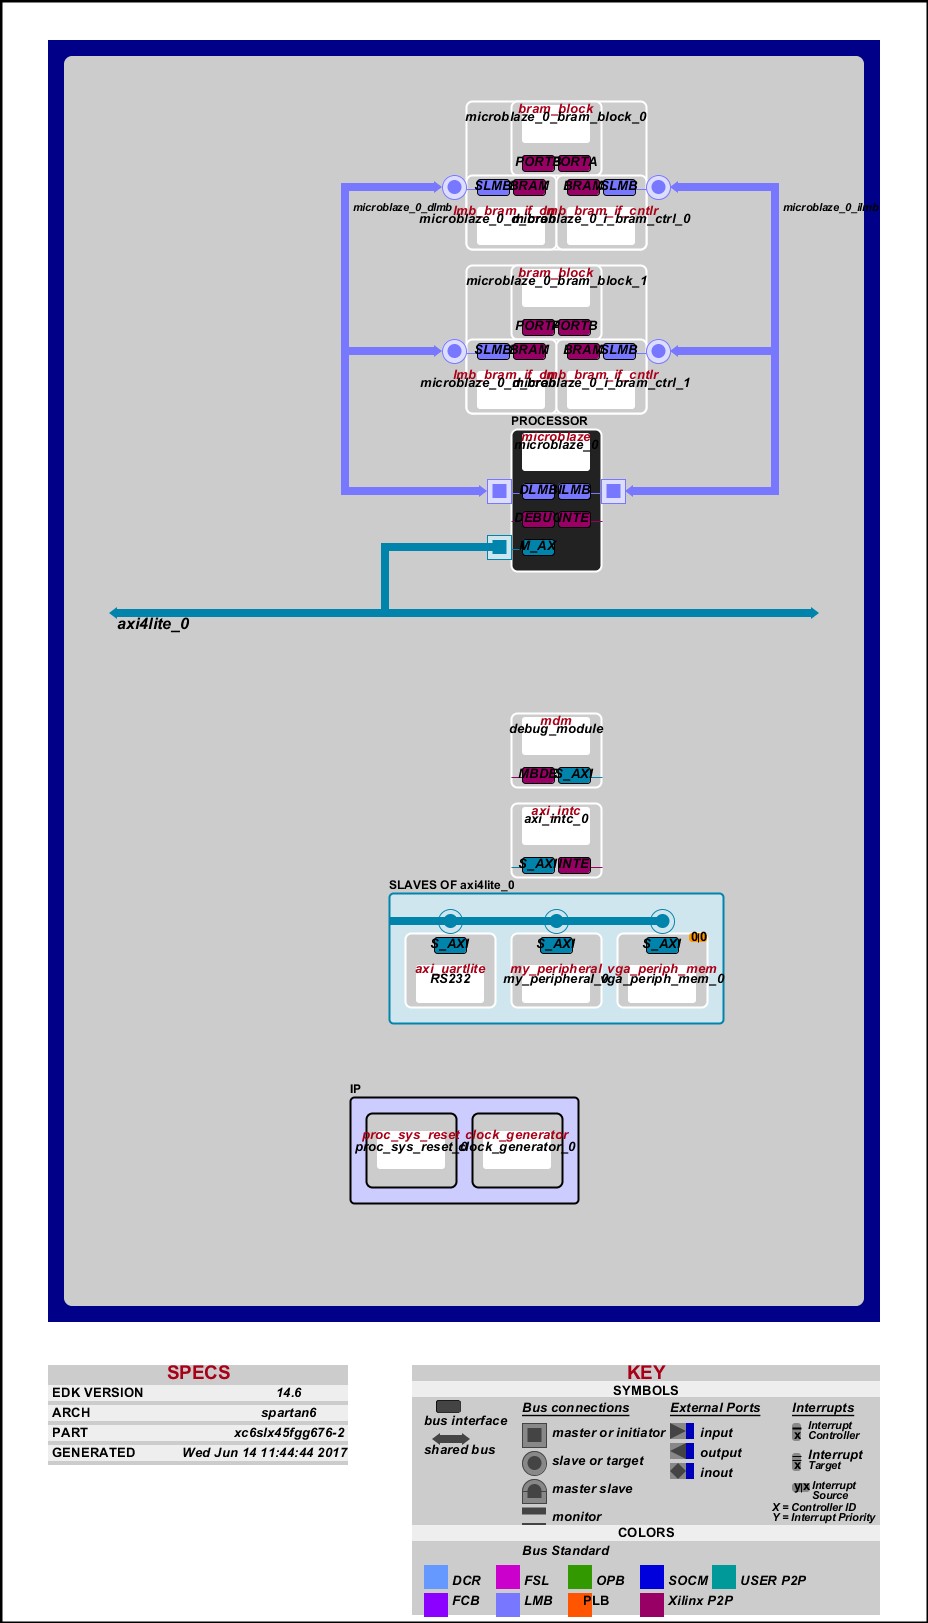 bram_block
microblaze_0_bram_block_0
PORTB PORTA
SLMB BRAM BRAM SLMB
microblaze_0_dlmb
microblaze_0_ilmb
lmb_bram_if_cntlr
microblaze_0_i_bram_ctrl_0
bram_block
microblaze_0_bram_block_1
PORTA PORTB
SLMB BRAM BRAM SLMB
lmb_bram_if_cntlr
microblaze_0_i_bram_ctrl_1
PROCESSOR
microblaze
microblaze_0
DLMB ILMB
DEBUG INTE
M_AX
axi4lite_0
mdm
debug_module
MBDE S_AXI
axi_intc
axi_intc_0
S_AXI INTE
SLAVES OF axi4lite_0
0|0
S_AXI S_AXI S_AXI
axi_uartlite my_peripheral vga_periph_mem
RS232 my_peripheral_0 vga_periph_mem_0
IP
proc_sys_reset clock_generator
proc_sys_reset_0 clock_generator_0
SPECS
EDK VERSION 14.6
ARCH spartan6
PART xc6slx45fgg676-2
GENERATED Wed Jun 14 11:44:44 2017
KEY
SYMBOLS
bus interface
shared bus
Bus connections
master or initiator
slave or target
master slave
monitor
External Ports
input
output
inout
Interrupts
x Interrupt
Controller
x Interrupt
Target
y|x Interrupt
Source
X = Controller ID
Y = Interrupt Priority
COLORS
Bus Standard
DCR FSL OPB SOCM USER P2P
FCB LMB PLB Xilinx P2P